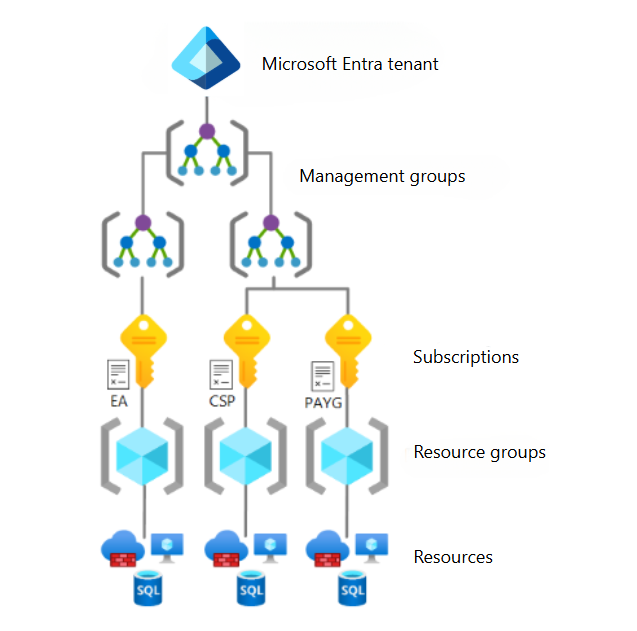 Microsoft Entra tenant
Management groups
Subscriptions
EA
CSP
PAYG
Resource groups
Resources
SQL
SQL
SQL